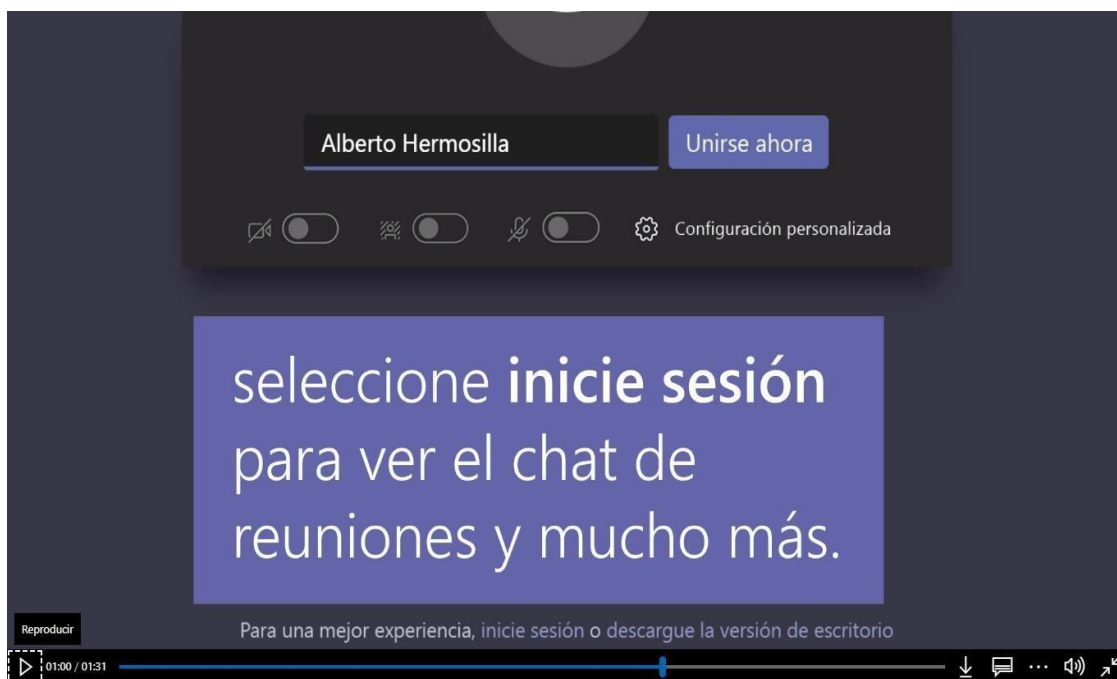 Alberto Hermosilla
Unirse ahora
Configuración personalizada
seleccione inicie sesión
para ver el chat de
reuniones y mucho más.
Reproducir
Para una mejor experiencia, inicie sesión o descargue la versión de escritorio
01:00 / 01:31